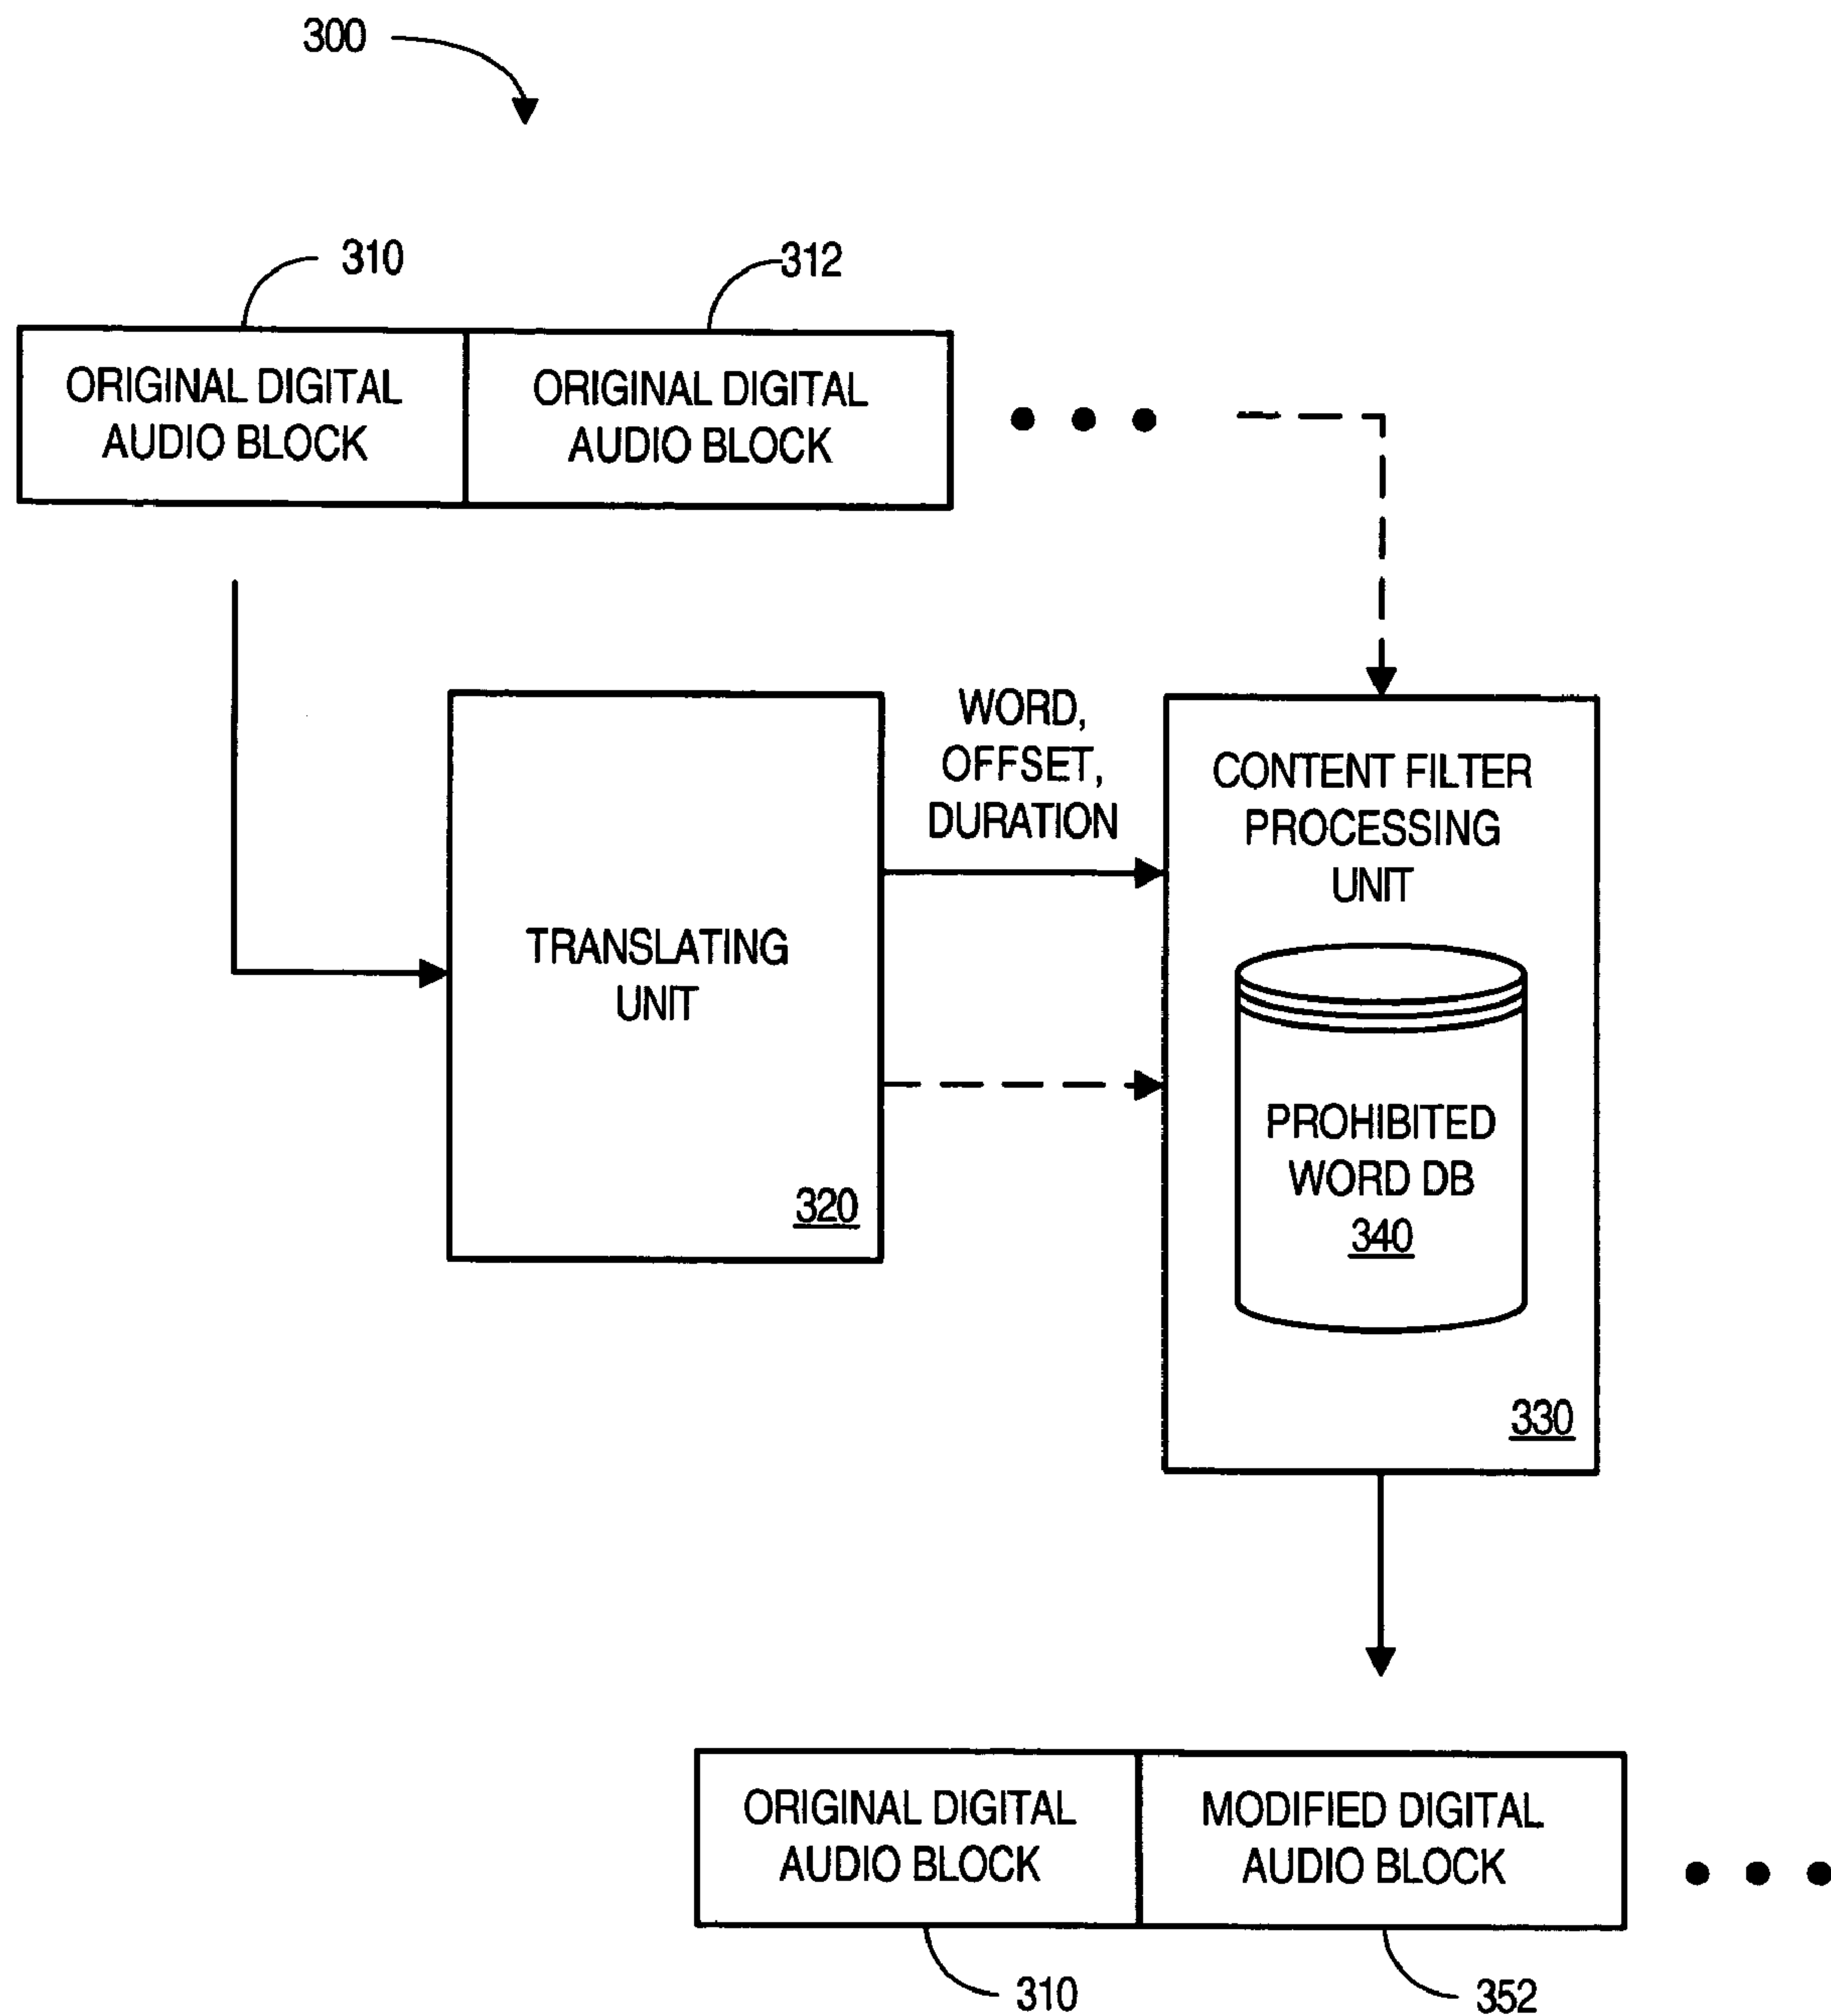 300
310
312
ORIGINAL DIGITAL
AUDIO BLOCK
ORIGINAL DIGITAL
AUDIO BLOCK
WORD,
OFFSET,
DURATION
TRANSLATING
UNIT
320
CONTENT FILTER
PROCESSING
UNIT
PROHIBITED
WORD DB
340
330
ORIGINAL DIGITAL
AUDIO BLOCK
MODIFIED DIGITAL
AUDIO BLOCK
310
352